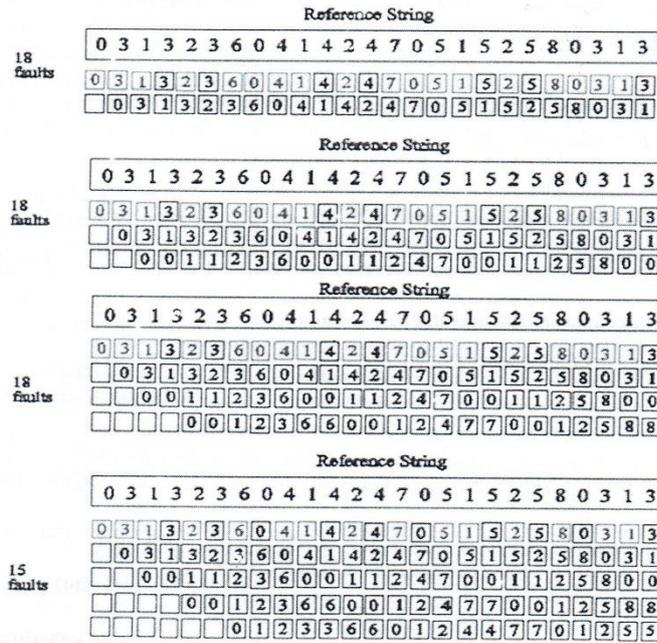 Reference String
0 3 1 3 2 3 6 0 4 1 4 2 4 7 0 5 1 5 2 5 8 0 3 1 3
18
faults
0 3 1 3 2 3 6 0 4 1 4 2 4 7 0 5 1 5 2 5 8 0 3 1 3
0 3 1 3 2 3 6 0 4 1 4 2 4 7 0 5 1 5 2 5 8 0 3 1
Reference String
0 3 1 3 2 3 6 0 4 1 4 2 4 7 0 5 1 5 2 5 8 0 3 1 3
18
faults
0 3 1 3 2 3 6 0 4 1 4 2 4 7 0 5 1 5 2 5 8 0 3 1 3
0 3 1 3 2 3 6 0 4 1 4 2 4 7 0 5 1 5 2 5 8 0 3 1
0 0 1 1 2 3 6 0 0 1 1 2 4 7 0 0 1 1 2 5 8 0 0
Reference String
0 3 1 3 2 3 6 0 4 1 4 2 4 7 0 5 1 5 2 5 8 0 3 1 3
18
faults
0 3 1 3 2 3 6 0 4 1 4 2 4 7 0 5 1 5 2 5 8 0 3 1 3
0 3 1 3 2 3 6 0 4 1 4 2 4 7 0 5 1 5 2 5 8 0 3 1
0 0 1 1 2 3 6 0 0 1 1 2 4 7 0 0 1 1 2 5 8 0 0
0 0 1 2 3 6 6 0 0 1 2 4 7 7 0 0 1 2 5 8 8
Reference String
0 3 1 3 2 3 6 0 4 1 4 2 4 7 0 5 1 5 2 5 8 0 3 1 3
15
faults
0 3 1 3 2 3 6 0 4 1 4 2 4 7 0 5 1 5 2 5 8 0 3 1 3
0 3 1 3 2 3 6 0 4 1 4 2 4 7 0 5 1 5 2 5 8 0 3 1
0 0 1 1 2 3 6 0 0 1 1 2 4 7 0 0 1 1 2 5 8 0 0
0 0 1 2 3 6 6 0 0 1 2 4 7 7 0 0 1 2 5 8 8
0 1 2 3 3 6 6 0 1 2 4 4 7 7 0 1 2 5 5